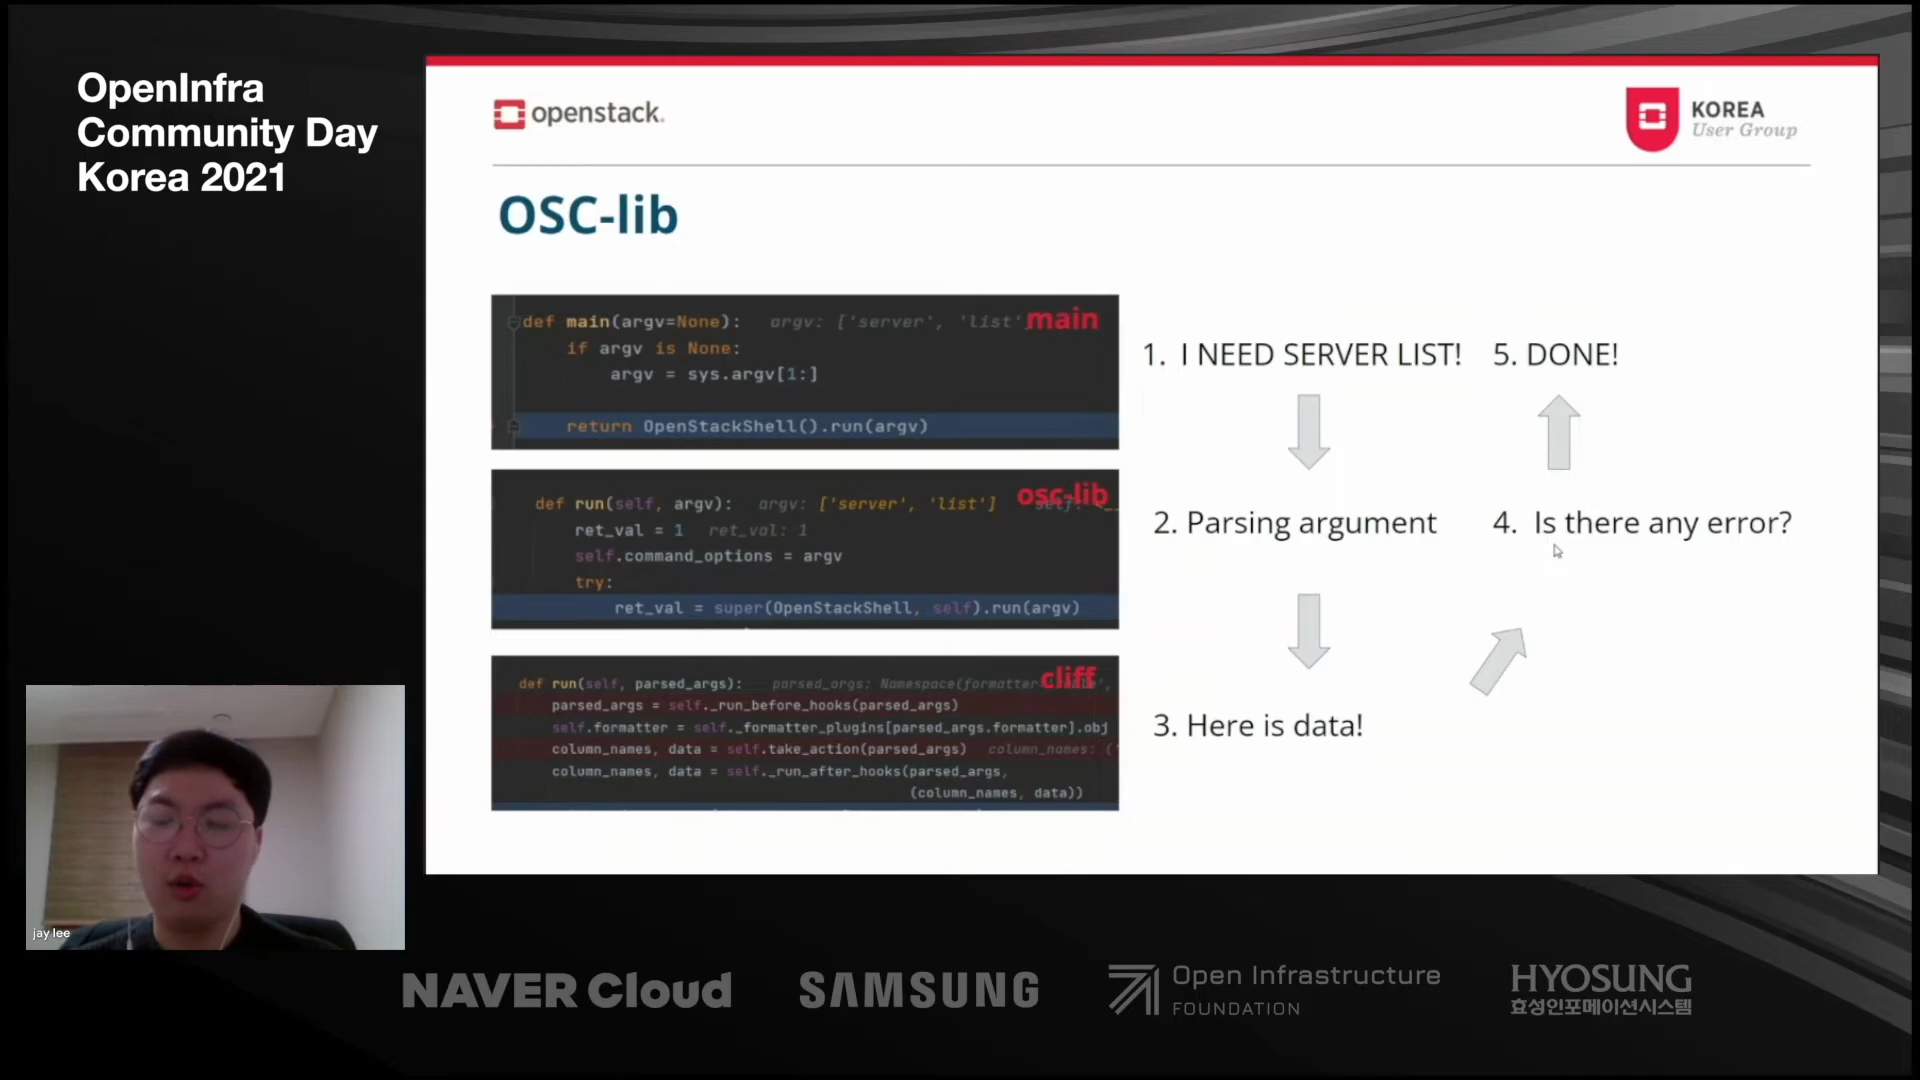 OpenInfra
Community Day
Korea 2021
openstack.
KOREA
User Group
OSC-lib
def main(argv=None): argv: ['server', 'list'
main
if argv is None:
argv = sys.argv[1:]
return OpenStackShell().run(argv)
def run(self, argv): argv: ['server', 'list']
osc-lib
ret_val = 1 ret_val: 1
self.command_options = argv
try:
ret_val = super(OpenStackShell, self).run(argv)
def run(self, parsed_args): parsed_args: Namespace(formatter
cliff
parsed_args = self._run_before_hooks(parsed_args)
self.formatter = self._formatter_plugins[parsed_args.formatter].obj
column_names, data = self.take_action(parsed_args) column_names: (
column_names, data = self._run_after_hooks(parsed_args,
(column_names, data))
1. I NEED SERVER LIST!
5. DONE!
2. Parsing argument
4. Is there any error?
3. Here is data!
jay lee
NAVER Cloud
SAMSUNG
Open Infrastructure
FOUNDATION
HYOSUNG
효성인포메이션시스템